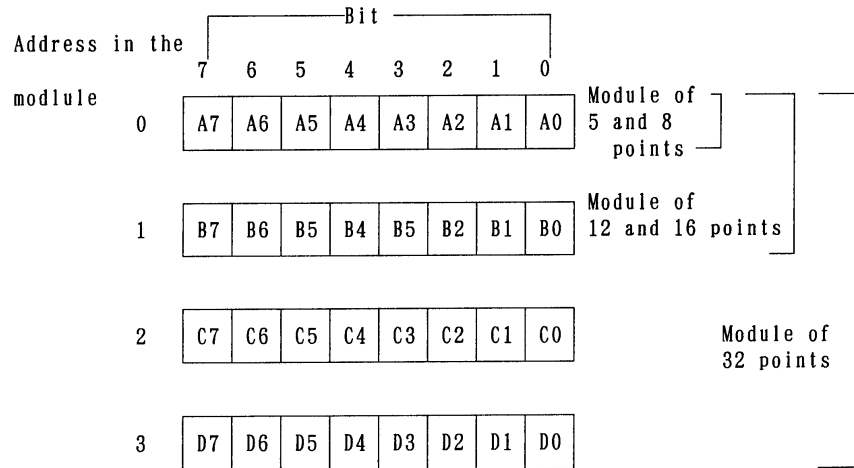 Bit
Address in the
7 6 5 4 3 2 1 0
modlule
0 A7 A6 A5 A4 A3 A2 A1 A0
Module of
5 and 8
points
1 B7 B6 B5 B4 B5 B2 B1 B0
Module of
12 and 16 points
2 C7 C6 C5 C4 C3 C2 C1 C0
Module of
32 points
3 D7 D6 D5 D4 D3 D2 D1 D0